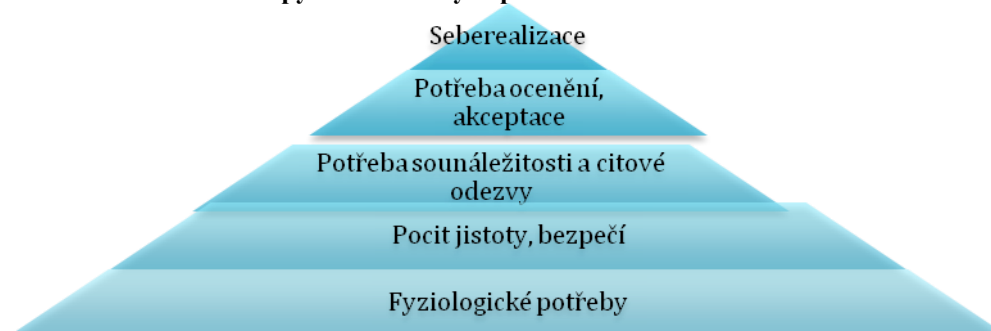 Seberealizace
Potřeba ocenění,
akceptace
Potřeba sounáležitosti a citové
odezvy
Pocit jistoty, bezpečí
Fyziologické potřeby